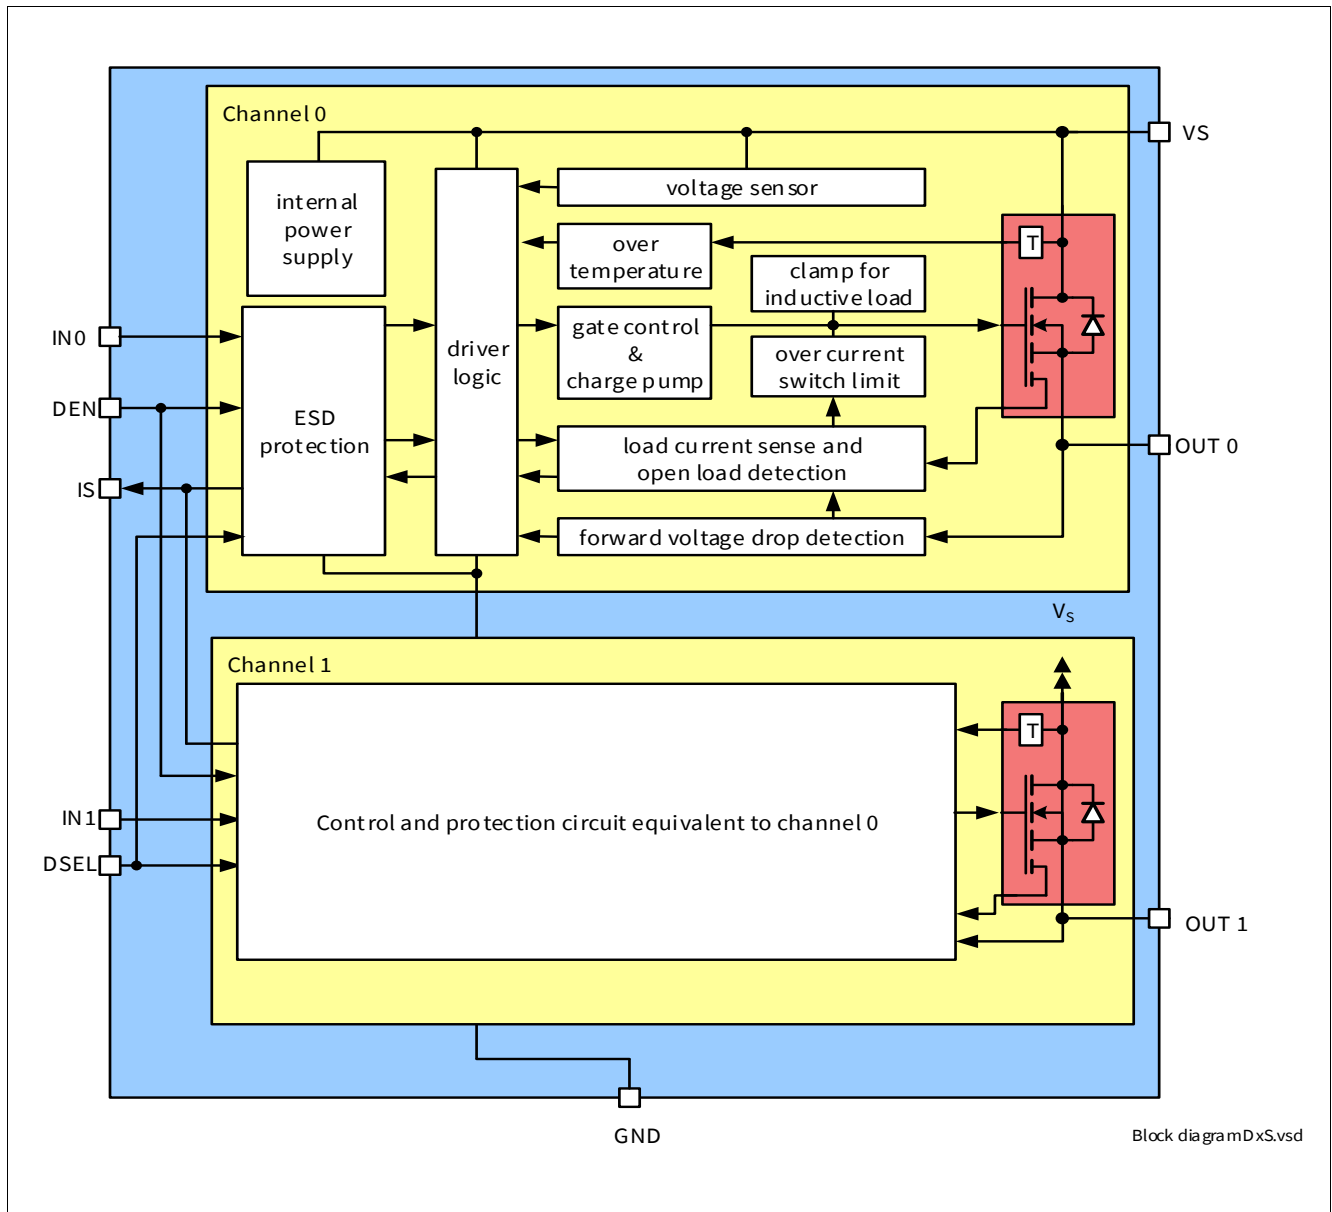 Channel 0
VS
internal
power
supply
voltage sensor
over
temperature
T
clamp for
inductive load
IN0
gate control
&
charge pump
driver
logic
over current
switch limit
DEN
ESD
protection
load current sense and
open load detection
OUT 0
IS
forward voltage drop detection
VS
Channel 1
T
IN1
Control and protection circuit equivalent to channel 0
DSEL
OUT 1
GND
Block diagramDxS.vsd